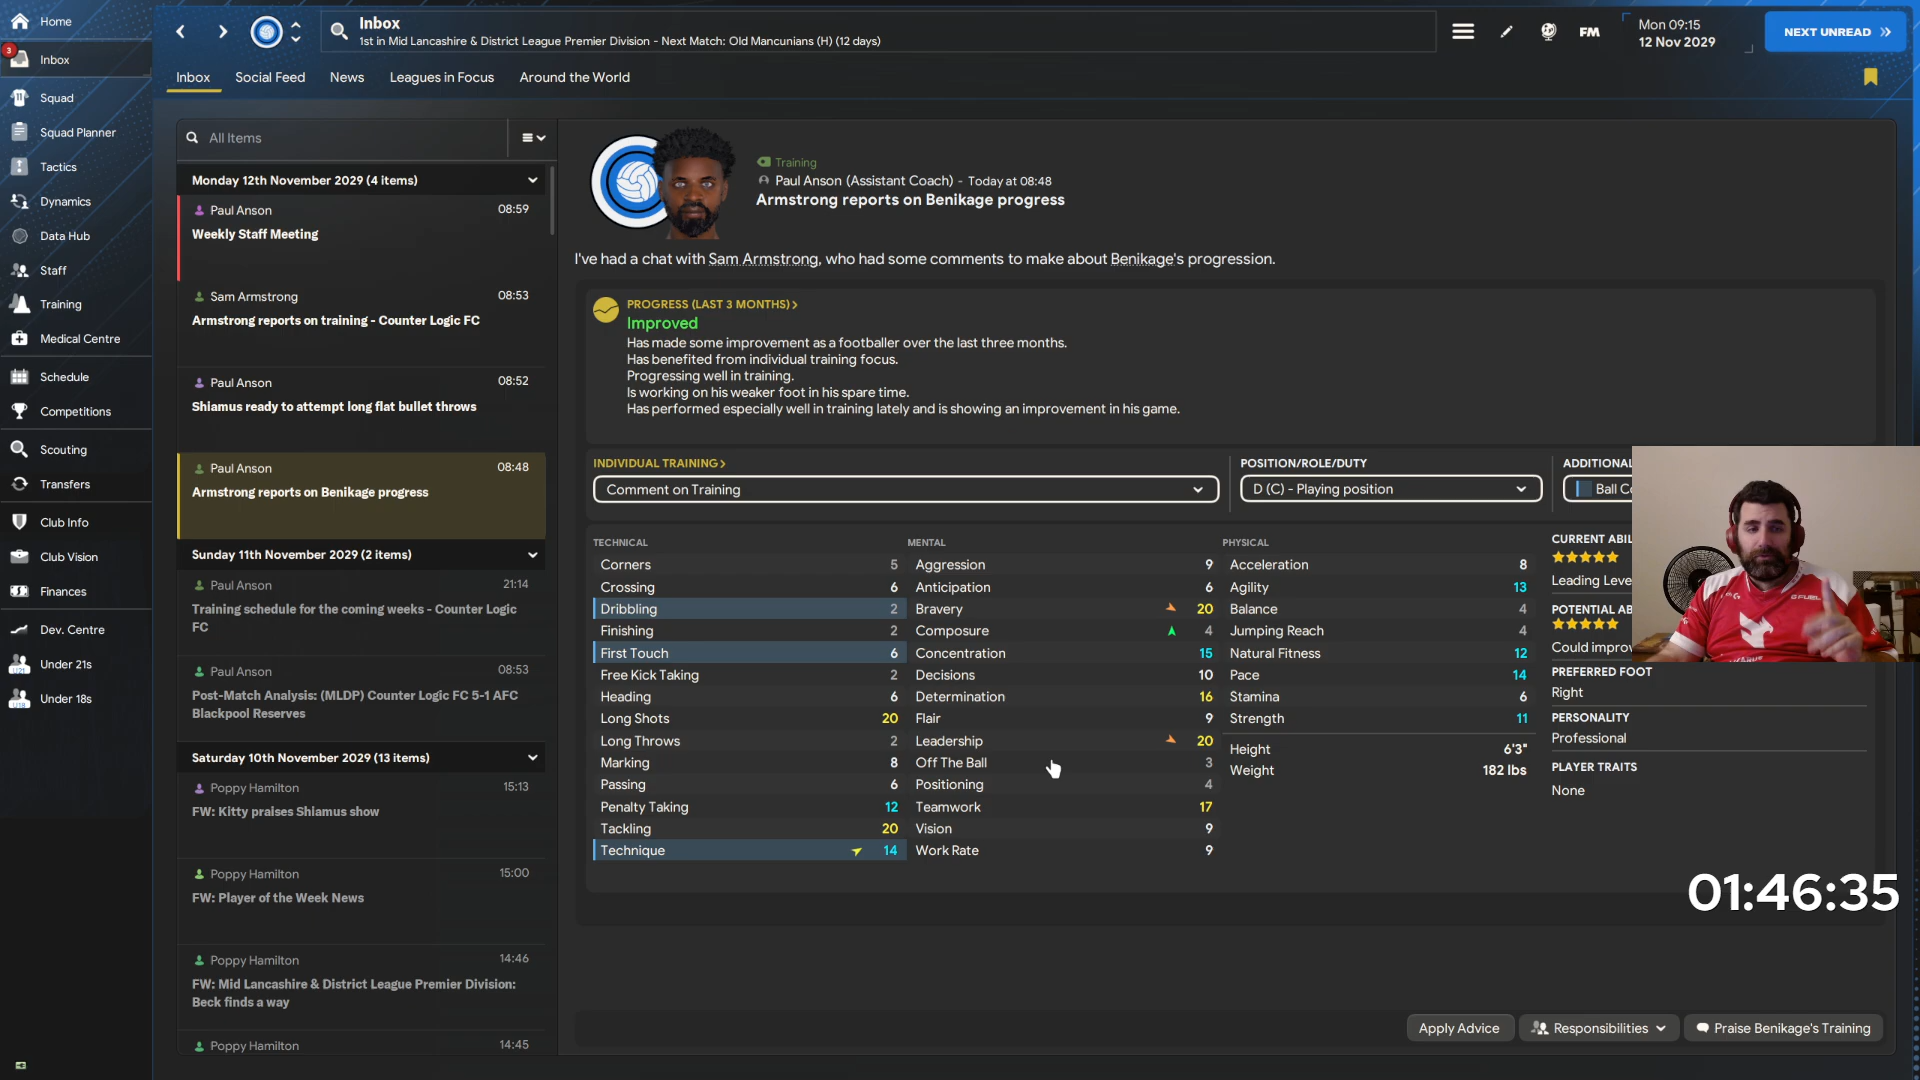 Home
3
Inbox
Squad
Squad Planner
Tactics
Dynamics
Data Hub
Staff
Training
Medical Centre
Schedule
Competitions
Scouting
Transfers
Club Info
Club Vision
Finances
Dev. Centre
Under 21s
Under 18s
Inbox
1st in Mid Lancashire & District League Premier Division - Next Match: Old Mancunians (H) (12 days)
FM
Mon 09:15
12 Nov 2029
NEXT UNREAD
Inbox
Social Feed
News
Leagues in Focus
Around the World
All Items
Monday 12th November 2029 (4 items)
Paul Anson 08:59
Weekly Staff Meeting
Sam Armstrong 08:53
Armstrong reports on training - Counter Logic FC
Paul Anson 08:52
Shiamus ready to attempt long flat bullet throws
Paul Anson 08:48
Armstrong reports on Benikage progress
Sunday 11th November 2029 (2 items)
Paul Anson 21:14
Training schedule for the coming weeks - Counter Logic
FC
Paul Anson 08:53
Post-Match Analysis: (MLDP) Counter Logic FC 5-1 AFC
Blackpool Reserves
Saturday 10th November 2029 (13 items)
Poppy Hamilton 15:13
FW: Kitty praises Shiamus show
Poppy Hamilton 15:00
FW: Player of the Week News
Poppy Hamilton 14:46
FW: Mid Lancashire & District League Premier Division:
Beck finds a way
Poppy Hamilton 14:45
Training
Paul Anson (Assistant Coach) - Today at 08:48
Armstrong reports on Benikage progress
I've had a chat with Sam Armstrong, who had some comments to make about Benikage's progression.
PROGRESS (LAST 3 MONTHS) >
Improved
Has made some improvement as a footballer over the last three months.
Has benefited from individual training focus.
Progressing well in training.
Is working on his weaker foot in his spare time.
Has performed especially well in training lately and is showing an improvement in his game.
INDIVIDUAL TRAINING >
Comment on Training
POSITION/ROLE/DUTY
D (C) - Playing position
ADDITIONAL
Ball Co
TECHNICAL
Corners 5
Crossing 6
Dribbling 2
Finishing 2
First Touch 6
Free Kick Taking 2
Heading 6
Long Shots 20
Long Throws 2
Marking 8
Passing 6
Penalty Taking 12
Tackling 20
Technique 14
MENTAL
Aggression 9
Anticipation 6
Bravery 20
Composure 4
Concentration 15
Decisions 10
Determination 16
Flair 9
Leadership 20
Off The Ball 3
Positioning 4
Teamwork 17
Vision 9
Work Rate 9
PHYSICAL
Acceleration 8
Agility 13
Balance 4
Jumping Reach 4
Natural Fitness 12
Pace 14
Stamina 6
Strength 11
Height 6'3"
Weight 182 lbs
CURRENT ABIL
Leading Leve
POTENTIAL AB
Could improv
PREFERRED FOOT
Right
PERSONALITY
Professional
PLAYER TRAITS
None
G FUEL
01:46:35
Apply Advice
Responsibilities
Praise Benikage's Training